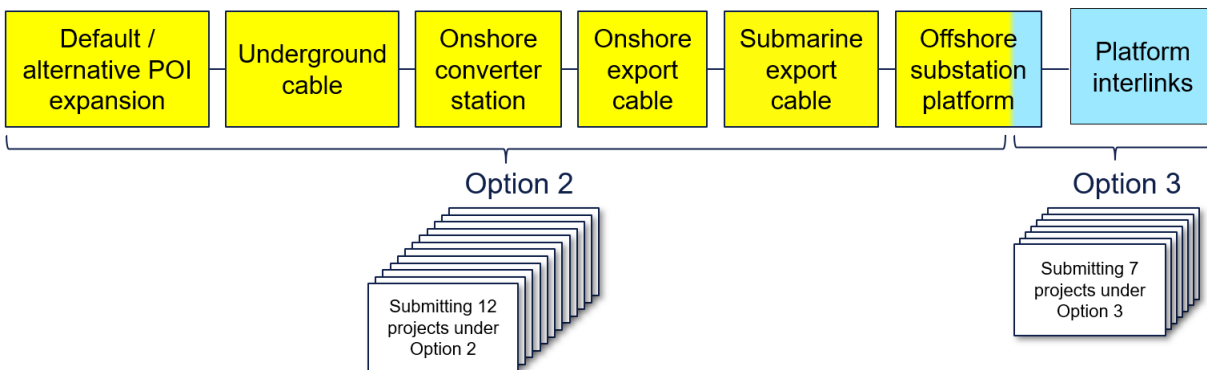 Default /
alternative POI
expansion
Underground
cable
Onshore
converter
station
Onshore
export
cable
Submarine
export
cable
Offshore
substation
platform
Platform
interlinks
Option 2
Option 3
Submitting 12
projects under
Option 2
Submitting 7
projects under
Option 3